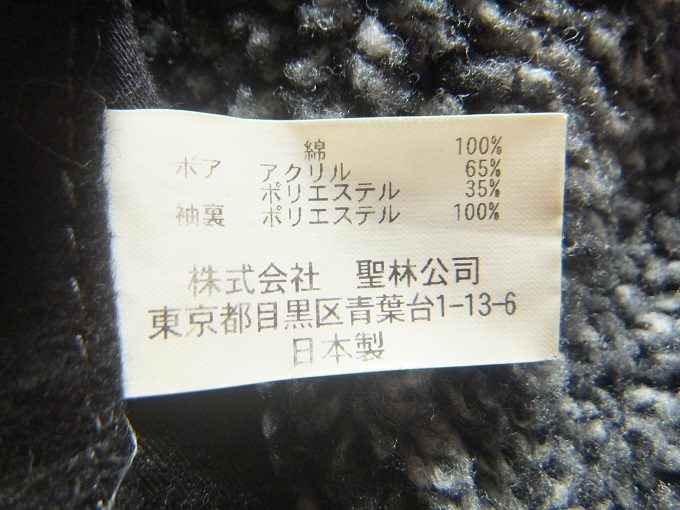 綿 100%
ボア アクリル 65%
ポリエステル 35%
袖裏 ポリエステル 100%
株式会社 聖林公司
東京都目黒区青葉台1-13-6
日本製